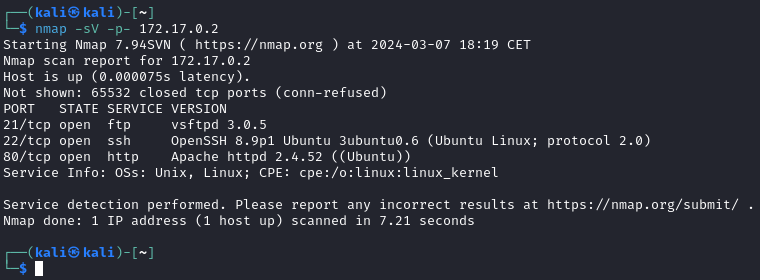 ┌──(kali㉿kali)-[~]
└─$ nmap -sV -p- 172.17.0.2
Starting Nmap 7.94SVN ( https://nmap.org ) at 2024-03-07 18:19 CET
Nmap scan report for 172.17.0.2
Host is up (0.000075s latency).
Not shown: 65532 closed tcp ports (conn-refused)
PORT   STATE SERVICE VERSION
21/tcp open  ftp     vsftpd 3.0.5
22/tcp open  ssh     OpenSSH 8.9p1 Ubuntu 3ubuntu0.6 (Ubuntu Linux; protocol 2.0)
80/tcp open  http    Apache httpd 2.4.52 ((Ubuntu))
Service Info: OSs: Unix, Linux; CPE: cpe:/o:linux:linux_kernel

Service detection performed. Please report any incorrect results at https://nmap.org/submit/ .
Nmap done: 1 IP address (1 host up) scanned in 7.21 seconds

┌──(kali㉿kali)-[~]
└─$